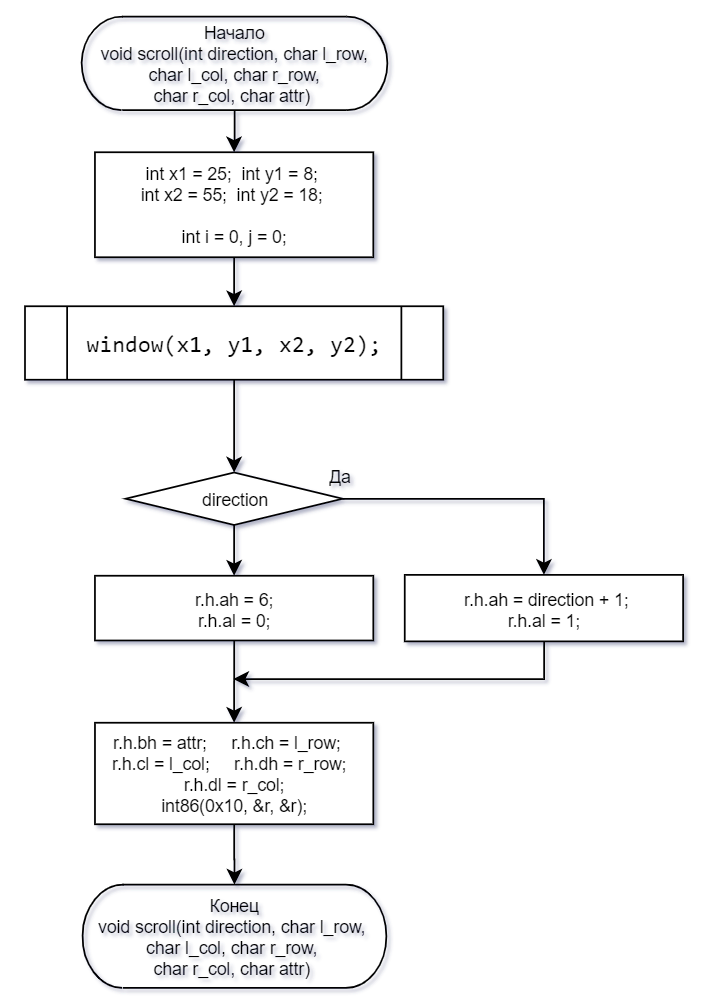 Начало
void scroll(int direction, char l_row,
char l_col, char r_row,
char r_col, char attr)
int x1 = 25;  int y1 = 8;
int x2 = 55;  int y2 = 18;
int i = 0, j = 0;
window(x1, y1, x2, y2);
Да
direction
r.h.ah = 6;
r.h.al = 0;
r.h.ah = direction + 1;
r.h.al = 1;
r.h.bh = attr;     r.h.ch = l_row;
r.h.cl = l_col;     r.h.dh = r_row;
r.h.dl = r_col;
int86(0x10, &r, &r);
Конец
void scroll(int direction, char l_row,
char l_col, char r_row,
char r_col, char attr)